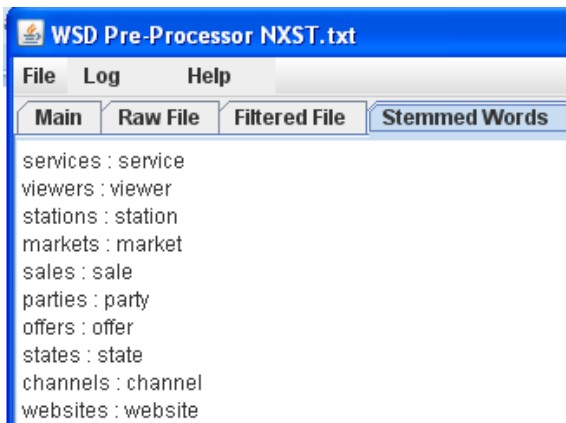 WSD Pre-Processor NXST.txt
File Log Help
Main Raw File Filtered File Stemmed Words
services : service
viewers : viewer
stations : station
markets : market
sales : sale
parties : party
offers : offer
states : state
channels : channel
websites : website